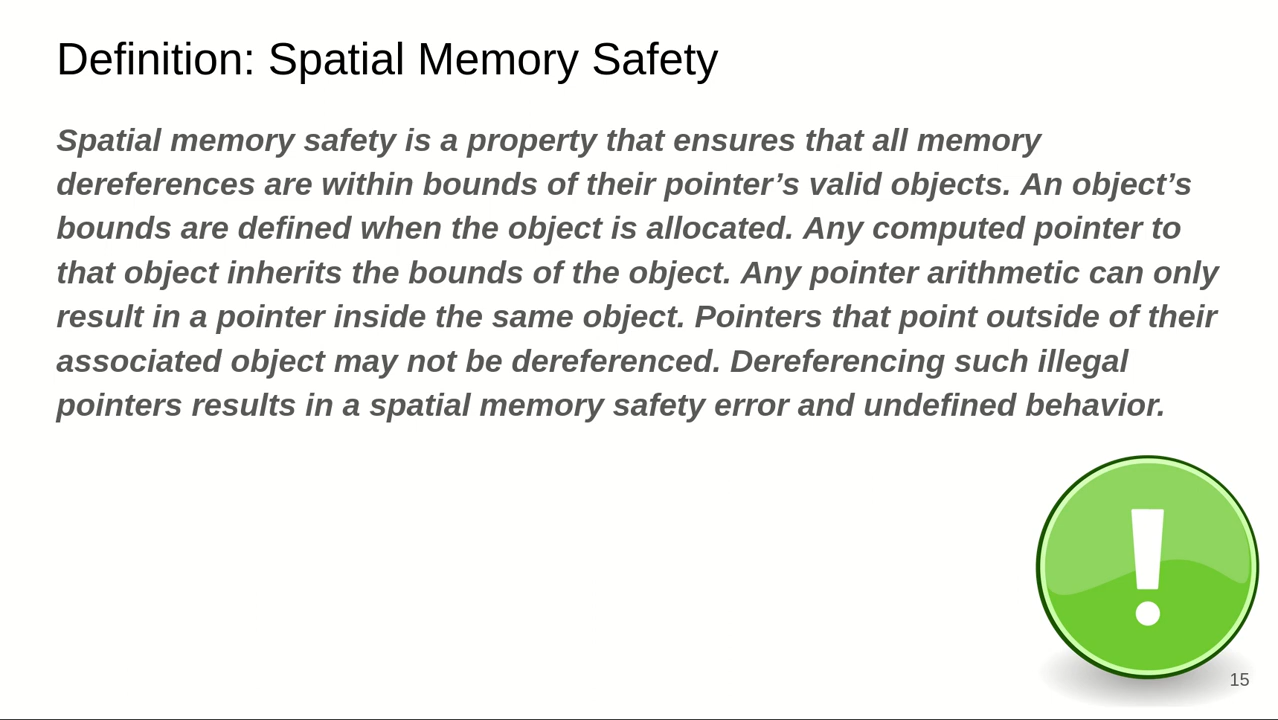 Definition: Spatial Memory Safety
Spatial memory safety is a property that ensures that all memory
dereferences are within bounds of their pointer’s valid objects. An object’s
bounds are defined when the object is allocated. Any computed pointer to
that object inherits the bounds of the object. Any pointer arithmetic can only
result in a pointer inside the same object. Pointers that point outside of their
associated object may not be dereferenced. Dereferencing such illegal
pointers results in a spatial memory safety error and undefined behavior.
15